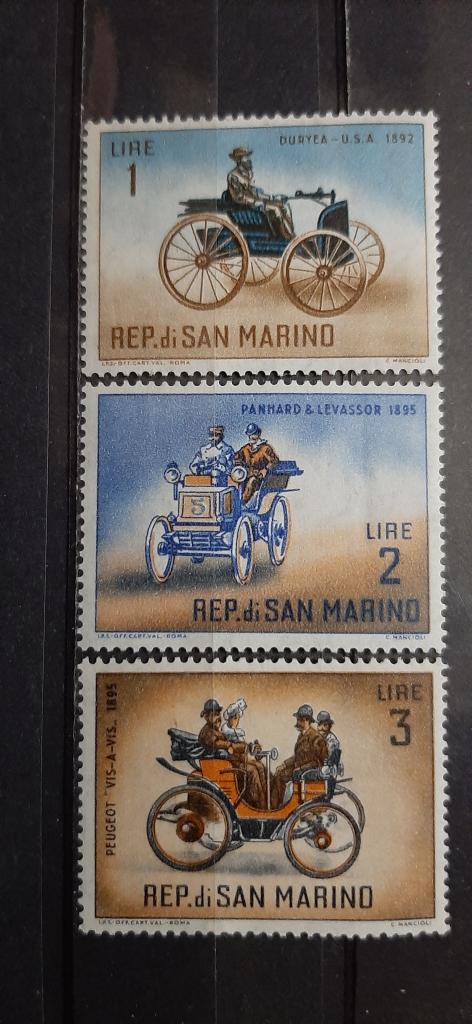 LIRE
1
DURYEA - U.S.A. 1892
REP. di SAN MARINO
I.P.S.-OFF.CART.VAL.-ROMA
C. MANCIOLI
PANHARD & LEVASSOR 1895
5
LIRE
2
REP. di SAN MARINO
I.P.S.-OFF.CART.VAL.-ROMA
C. MANCIOLI
PEUGEOT "VIS-A-VIS" 1895
LIRE
3
REP. di SAN MARINO
I.P.S.-OFF.CART.VAL.-ROMA
C. MANCIOLI